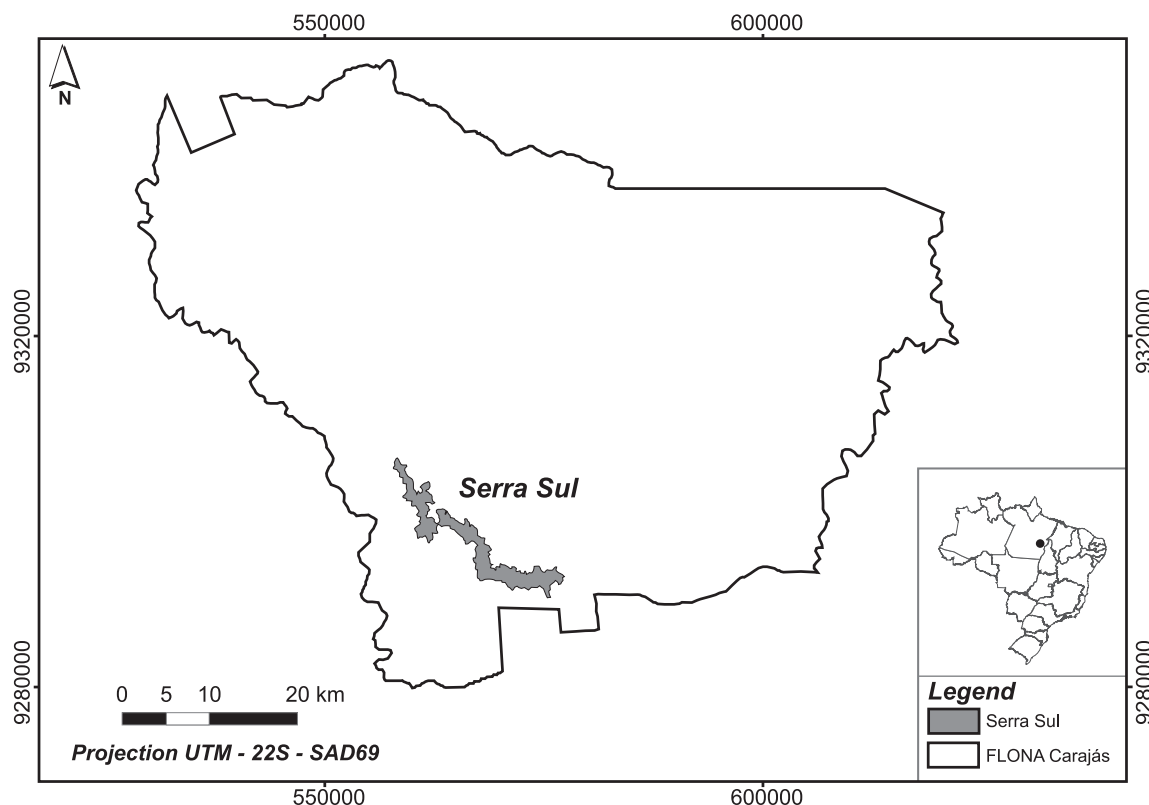 550000 600000
N
9320000 9320000
Serra Sul
9280000 9280000
0 5 10 20 km
Projection UTM - 22S - SAD69
Legend
Serra Sul
FLONA Carajás
550000 600000